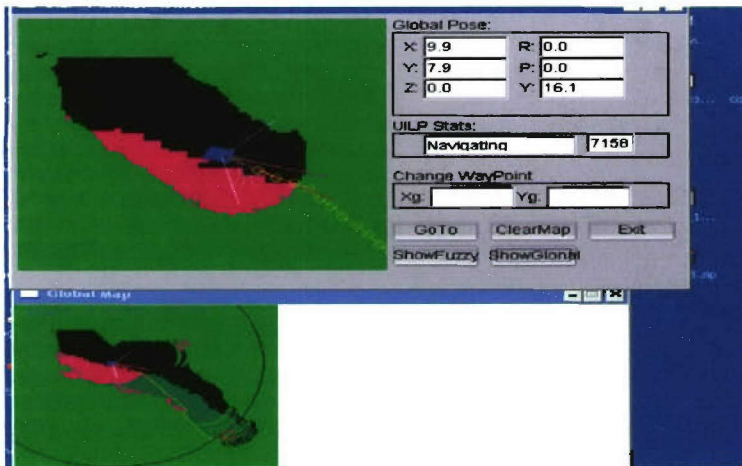 Global Pose:
X: 9.9 R: 0.0
Y: 7.9 P: 0.0
Z: 0.0 Y: 16.1
UILP Stats:
Navigating 7158
Change WayPoint
Xg: Yg:
GoTo ClearMap Exit
ShowFuzzy ShowGlonal
Global Map